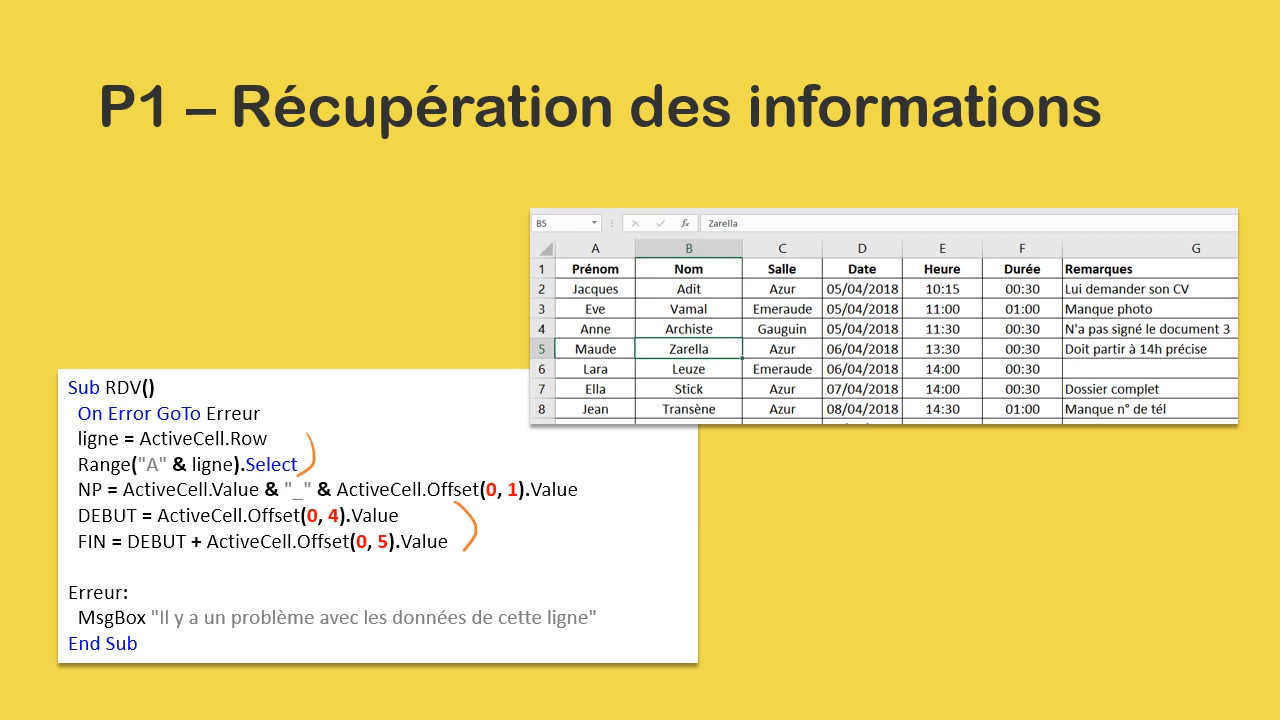 P1 – Récupération des informations
B5 fx Zarella
A B C D E F G
1 Prénom Nom Salle Date Heure Durée Remarques
2 Jacques Adit Azur 05/04/2018 10:15 00:30 Lui demander son CV
3 Eve Vamal Emeraude 05/04/2018 11:00 01:00 Manque photo
4 Anne Archiste Gauguin 05/04/2018 11:30 00:30 N'a pas signé le document 3
5 Maude Zarella Azur 06/04/2018 13:30 00:30 Doit partir à 14h précise
6 Lara Leuze Emeraude 06/04/2018 14:00 00:30
7 Ella Stick Azur 07/04/2018 14:00 00:30 Dossier complet
8 Jean Transène Azur 08/04/2018 14:30 01:00 Manque n° de tél
Sub RDV()
On Error GoTo Erreur
ligne = ActiveCell.Row
Range("A" & ligne).Select
NP = ActiveCell.Value & "_" & ActiveCell.Offset(0, 1).Value
DEBUT = ActiveCell.Offset(0, 4).Value
FIN = DEBUT + ActiveCell.Offset(0, 5).Value
Erreur:
MsgBox "Il y a un problème avec les données de cette ligne"
End Sub